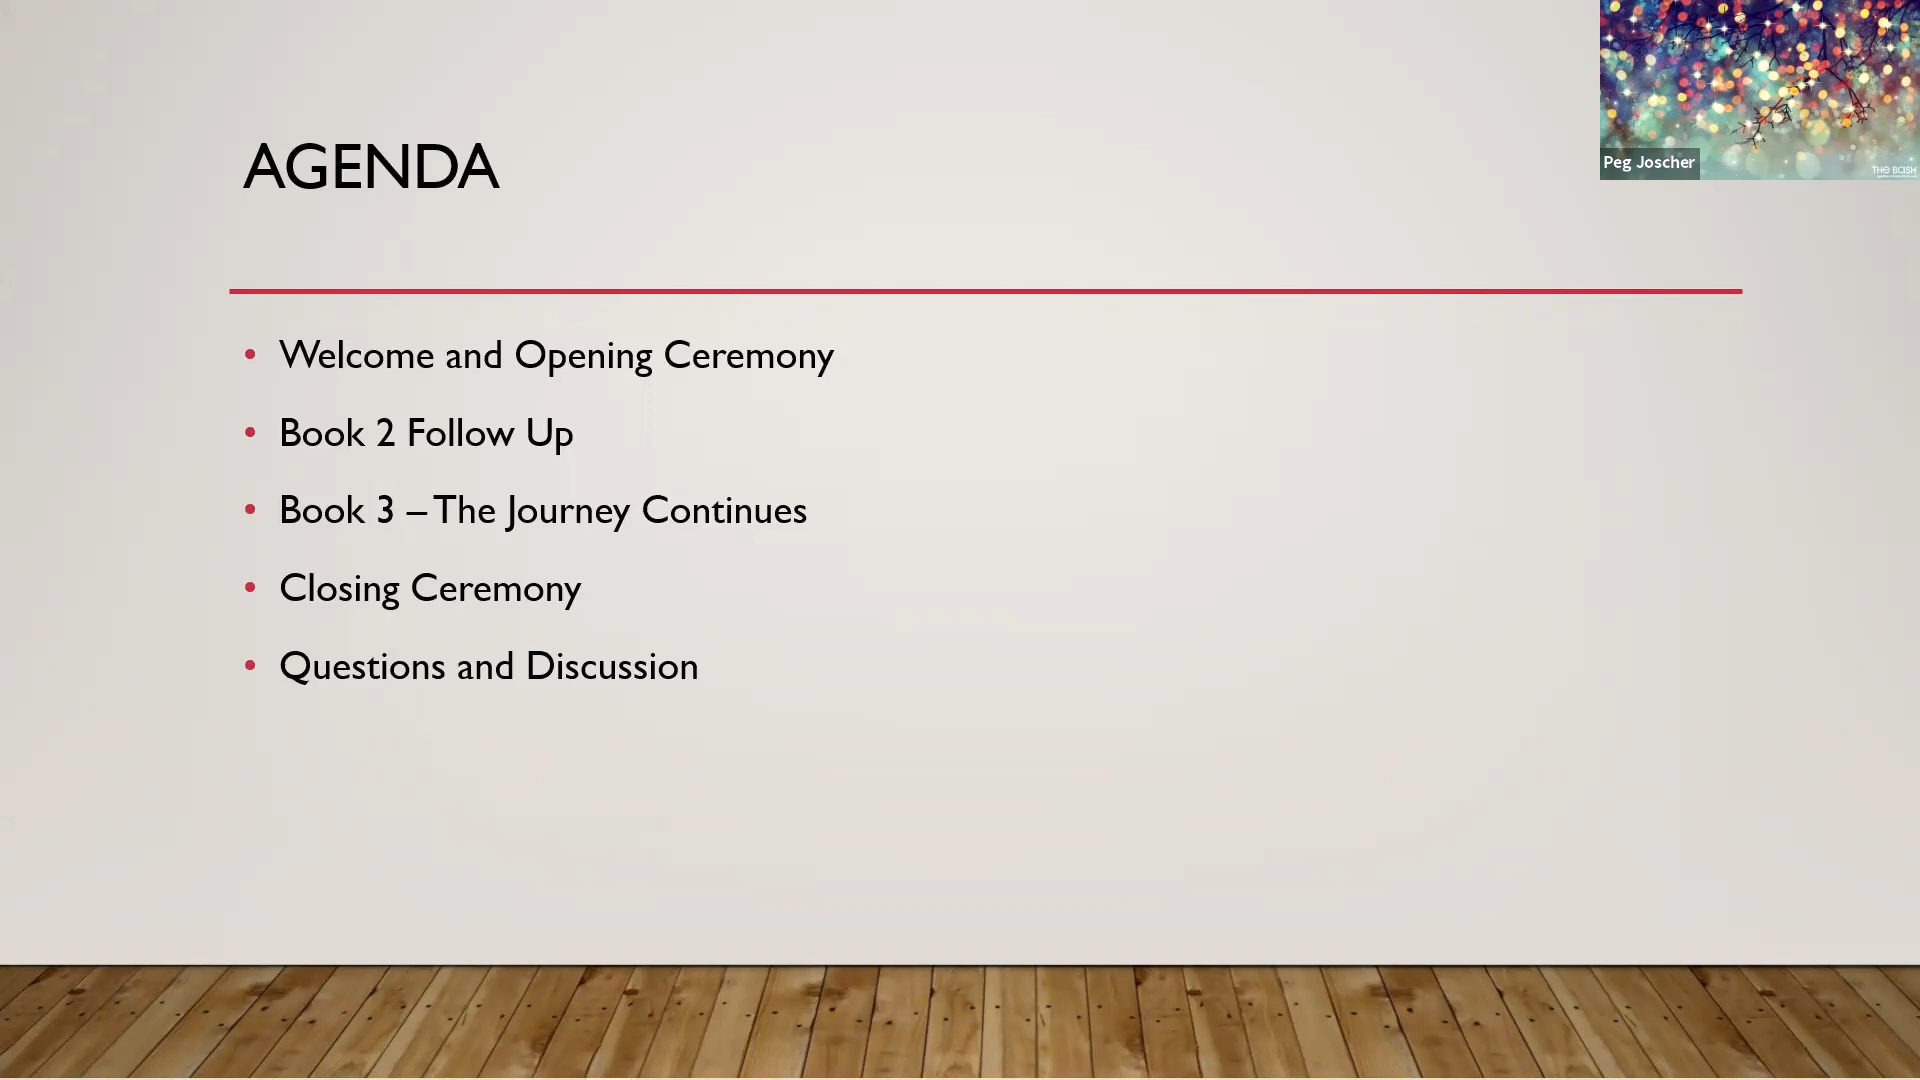 AGENDA
• Welcome and Opening Ceremony
• Book 2 Follow Up
• Book 3 – The Journey Continues
• Closing Ceremony
• Questions and Discussion
Peg Joscher
THE BASH